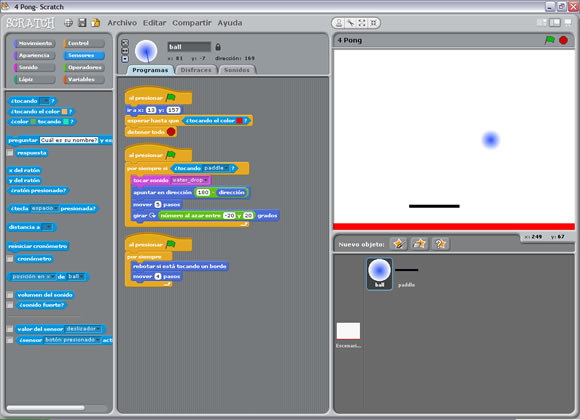 4 Pong- Scratch
SCRATCH Archivo Editar Compartir Ayuda
Movimiento Control
Apariencia Sensores
Sonido Operadores
Lápiz Variables
¿tocando ?
¿tocando el color ?
¿color tocando ?
preguntar Cuál es su nombre? y es
respuesta
x del ratón
y del ratón
¿ratón presionado?
¿tecla espacio presionada?
distancia a
reiniciar cronómetro
cronómetro
posición en x de ball
volumen del sonido
¿sonido fuerte?
valor del sensor deslizador
¿sensor botón presionado act
ball
x: 81 y: -7 dirección: 169
Programas Disfraces Sonidos
al presionar
ir a x: 13 y: 157
esperar hasta que ¿tocando el color ?
detener todo
al presionar
por siempre si ¿tocando paddle ?
tocar sonido water_drop
apuntar en dirección 180 - dirección
mover 5 pasos
girar número al azar entre -20 y 20 grados
al presionar
por siempre
rebotar si está tocando un borde
mover 4 pasos
4 Pong
x: 249 y: 67
Nuevo objeto:
ball paddle
Escenari...